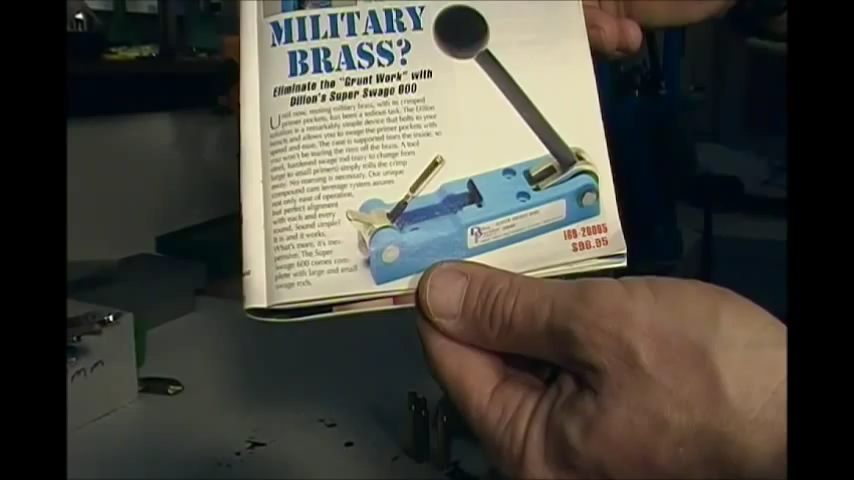 MILITARY
BRASS?
Eliminate the "Grunt Work" with
Dillon's Super Swage 600
Until now, reusing military brass, with its crimped
primer pockets, has been a serious task. The Dillon
solution is a remarkably simple device that bolts to your
bench and allows you to swage the primer pockets with
speed and ease. The case is supported from the inside, so
you won't be tearing the rims off the brass. A
steel, hardened swage rod (easy to change from
large to small primers) simply rolls the crimp
away! No reaming is necessary. Our unique
compound cam leverage system assures
not only ease of operation,
but perfect alignment
with each and every
round. Sound simple?
It is and it works.
What's more, it's inex-
pensive. The Super
Swage 600 comes com-
plete with large and small
swage rods.
$96.95
3